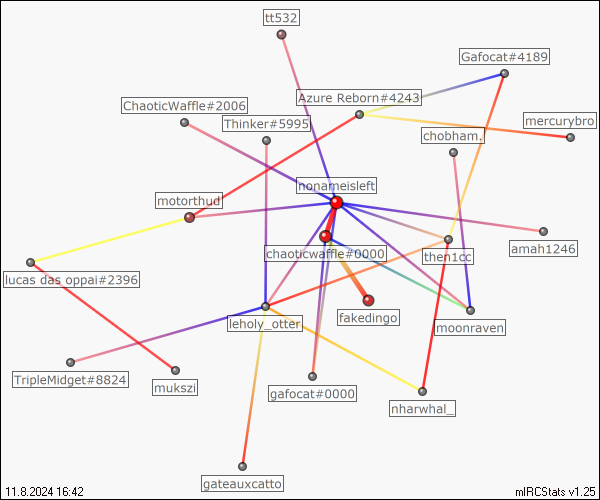 tt532
Gafocat#4189
Azure Reborn#4243
ChaoticWaffle#2006
mercurybro
Thinker#5995
chobham_
nonameisleft
motorthud
amah1246
chaoticwaffle#0000
then1cc
lucas das oppai#2396
fakedingo
leholy_otter
moonraven
TripleMidget#8824
mukszi
gafocat#0000
nharwhal_
gateauxcatto
11.8.2024 16:42
mIRCStats v1.25